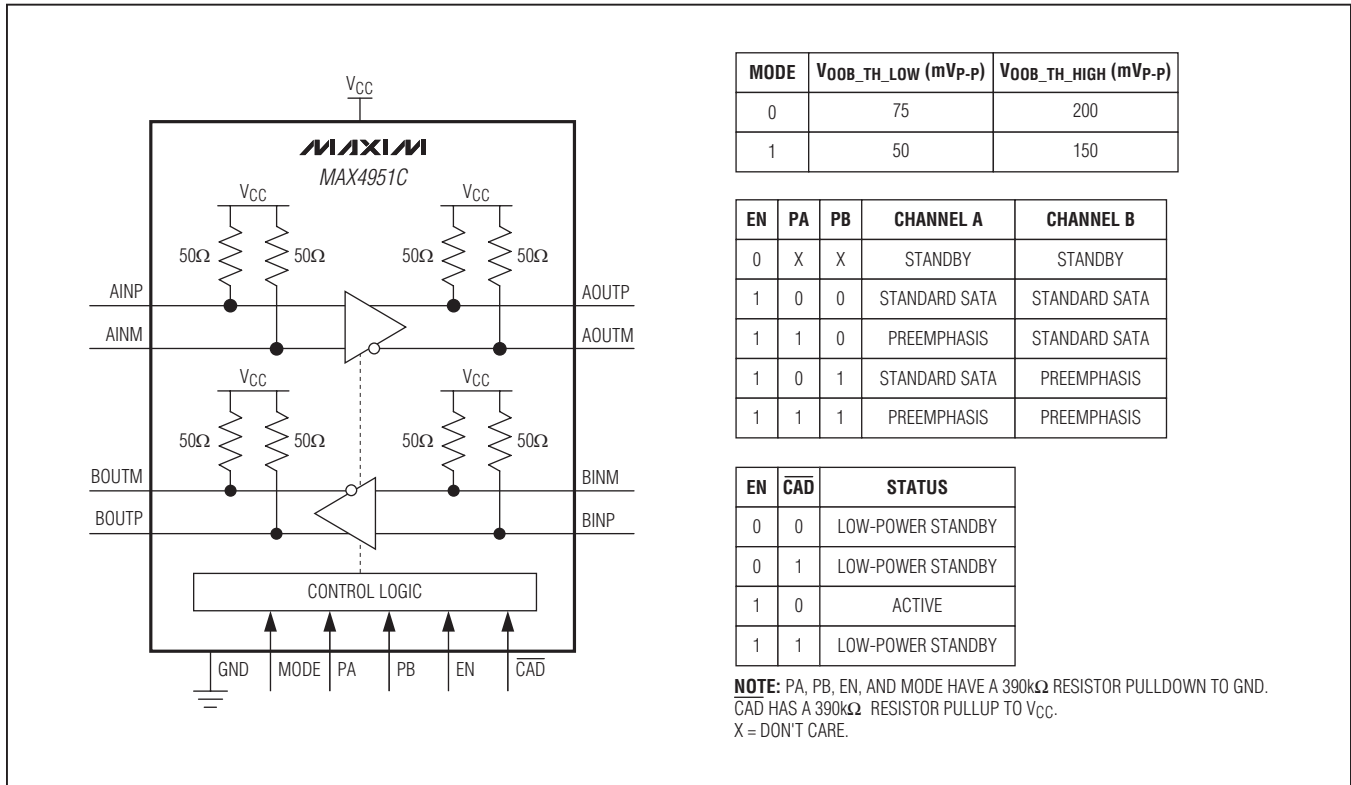 VCC
MAXIM
MAX4951C
VCC
VCC
50Ω
50Ω
50Ω
50Ω
AINP
AOUTP
AINM
AOUTM
VCC
VCC
50Ω
50Ω
50Ω
50Ω
BOUTM
BINM
BOUTP
BINP
CONTROL LOGIC
GND
MODE
PA
PB
EN
CAD
MODE VOOB_TH_LOW (mVP-P) VOOB_TH_HIGH (mVP-P)
0 75 200
1 50 150
EN PA PB CHANNEL A CHANNEL B
0 X X STANDBY STANDBY
1 0 0 STANDARD SATA STANDARD SATA
1 1 0 PREEMPHASIS STANDARD SATA
1 0 1 STANDARD SATA PREEMPHASIS
1 1 1 PREEMPHASIS PREEMPHASIS
EN CAD STATUS
0 0 LOW-POWER STANDBY
0 1 LOW-POWER STANDBY
1 0 ACTIVE
1 1 LOW-POWER STANDBY
NOTE: PA, PB, EN, AND MODE HAVE A 390kΩ RESISTOR PULLDOWN TO GND.
CAD HAS A 390kΩ RESISTOR PULLUP TO VCC.
X = DON'T CARE.